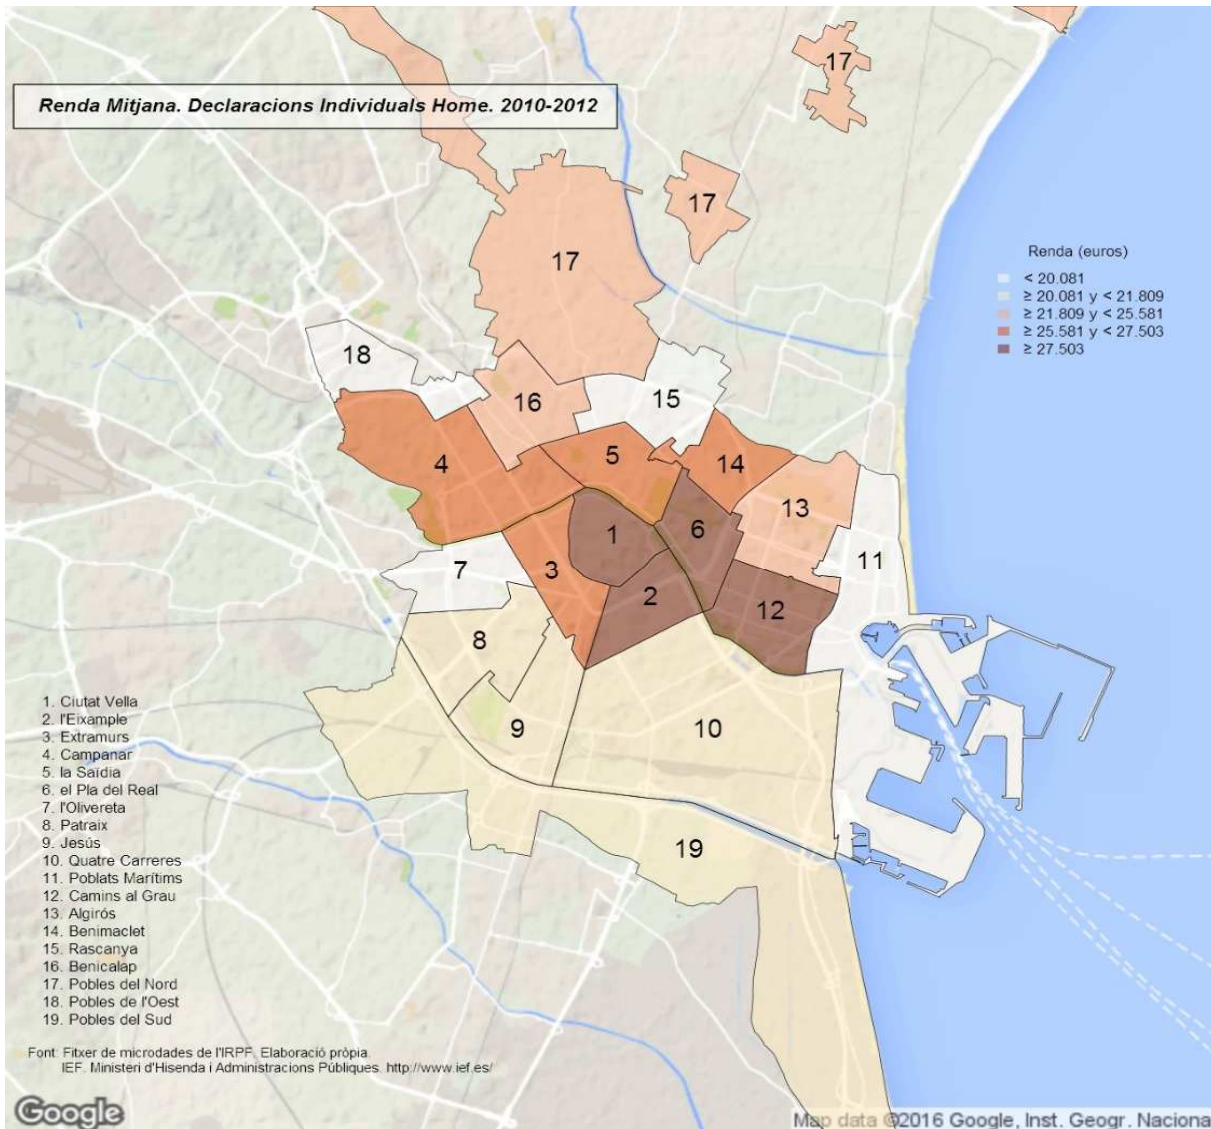 Renda Mitjana. Declaracions Individuals Home. 2010-2012
17
17
17
Renda (euros)
< 20.081
≥ 20.081 y < 21.809
≥ 21.809 y < 25.581
≥ 25.581 y < 27.503
≥ 27.503
18
16
15
4
5
14
13
1
6
11
7
3
2
12
8
9
10
19
1. Ciutat Vella
2. l'Eixample
3. Extramurs
4. Campanar
5. la Saïdia
6. el Pla del Real
7. l'Olivereta
8. Patraix
9. Jesús
10. Quatre Carreres
11. Poblats Marítims
12. Camins al Grau
13. Algirós
14. Benimaclet
15. Rascanya
16. Benicalap
17. Pobles del Nord
18. Pobles de l'Oest
19. Pobles del Sud
Font: Fitxer de microdades de l'IRPF. Elaboració pròpia.
IEF. Ministeri d'Hisenda i Administracions Públiques. http://www.ief.es/
Google
Map data ©2016 Google, Inst. Geogr. Naciona